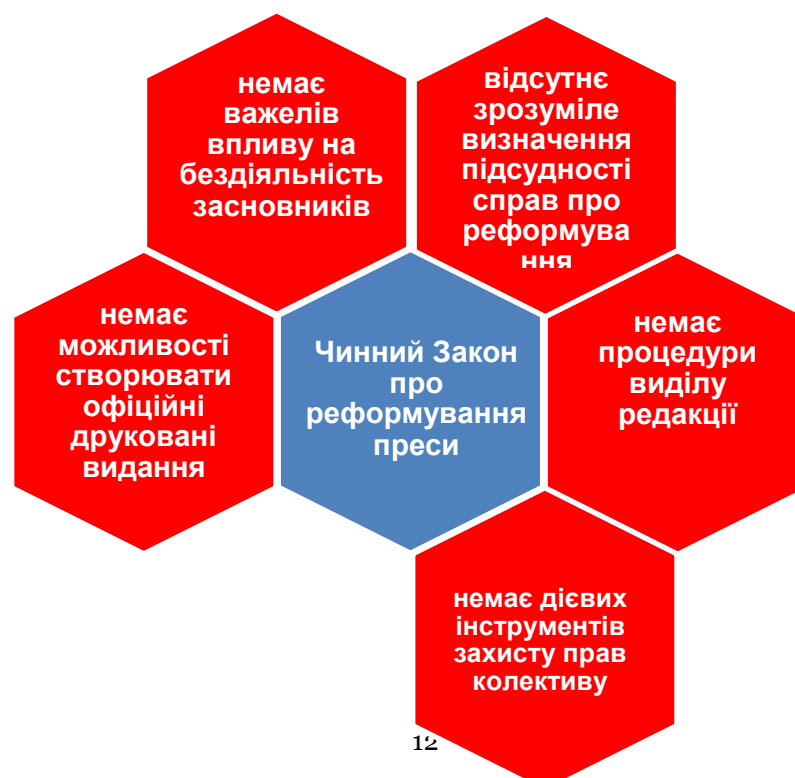 немає
важелів
впливу на
бездіяльність
засновників
відсутнє
зрозуміле
визначення
підсудності
справ про
реформува
ння
немає
можливості
створювати
офіційні
друковані
видання
Чинний Закон
про
реформування
преси
немає
процедури
виділу
редакції
немає дієвих
інструментів
захисту прав
колективу
12